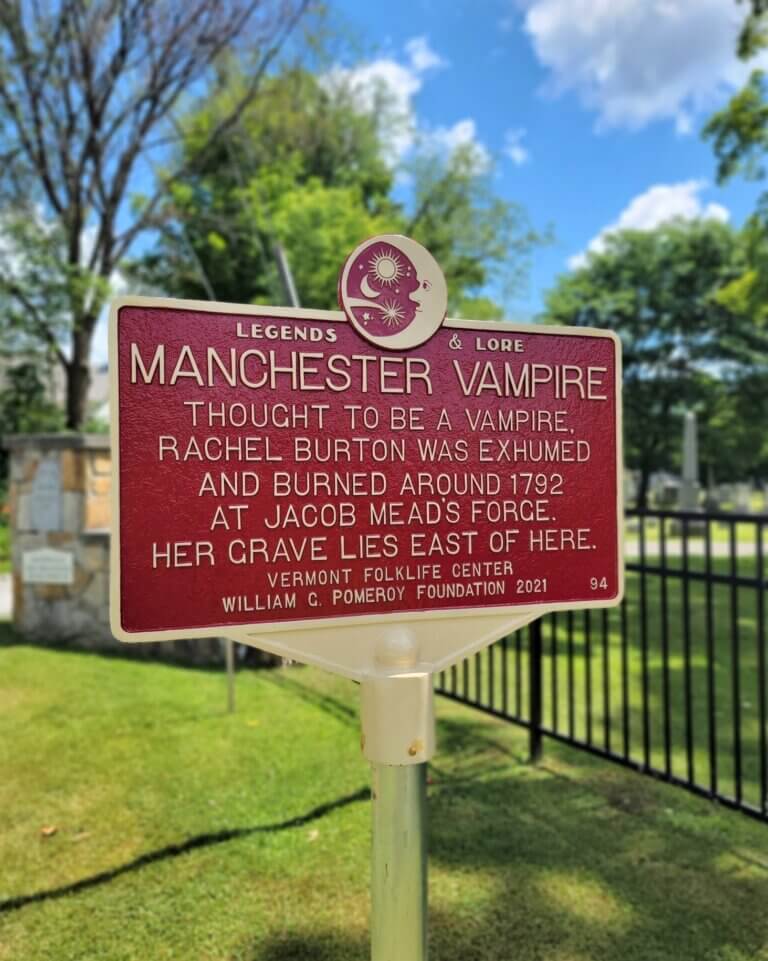 LEGENDS & LORE
MANCHESTER VAMPIRE
THOUGHT TO BE A VAMPIRE,
RACHEL BURTON WAS EXHUMED
AND BURNED AROUND 1792
AT JACOB MEAD'S FORGE.
HER GRAVE LIES EAST OF HERE.
VERMONT FOLKLIFE CENTER
WILLIAM G. POMEROY FOUNDATION 2021 94